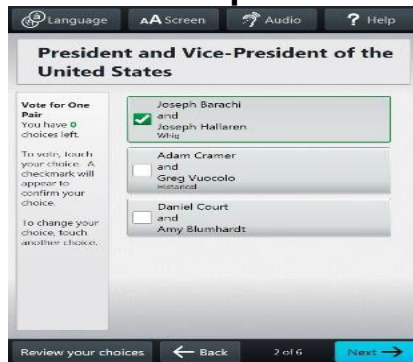 Language AA Screen Audio ? Help
President and Vice-President of the
United States
Vote for One
Pair
You have 0
choices left.
To vote, touch
your choice. A
checkmark will
appear to
confirm your
choice.
To change your
choice, touch
another choice.
Joseph Barachi
and
Joseph Hallaren
Whig
Adam Cramer
and
Greg Vuocolo
Historical
Daniel Court
and
Amy Blumhardt
Review your choices Back 2 of 6 Next